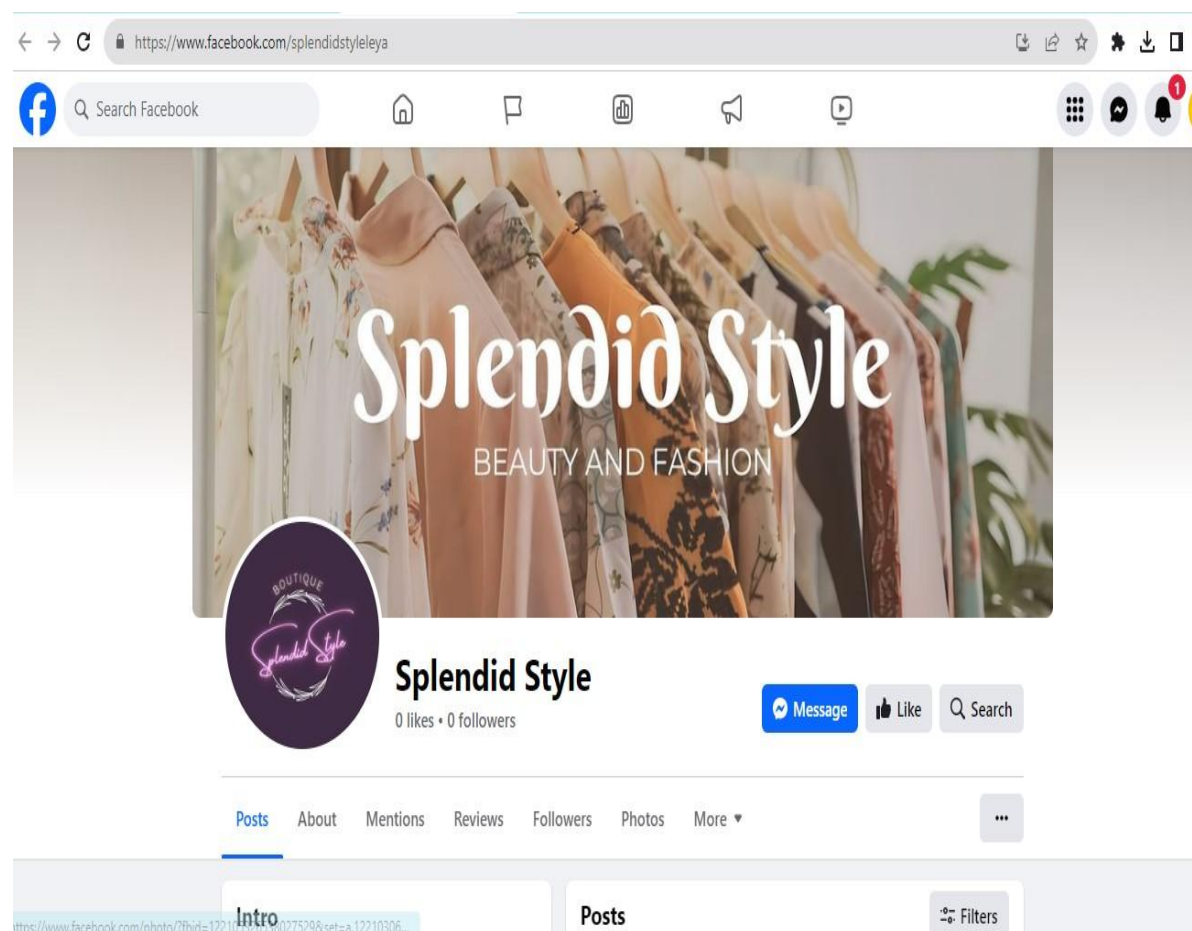 https://www.facebook.com/splendidstyleleya
Search Facebook
1
Splendid Style
BEAUTY AND FASHION
BOUTIQUE
Splendid Style
Splendid Style
0 likes • 0 followers
Message Like Search
Posts About Mentions Reviews Followers Photos More
Intro
Posts
Filters